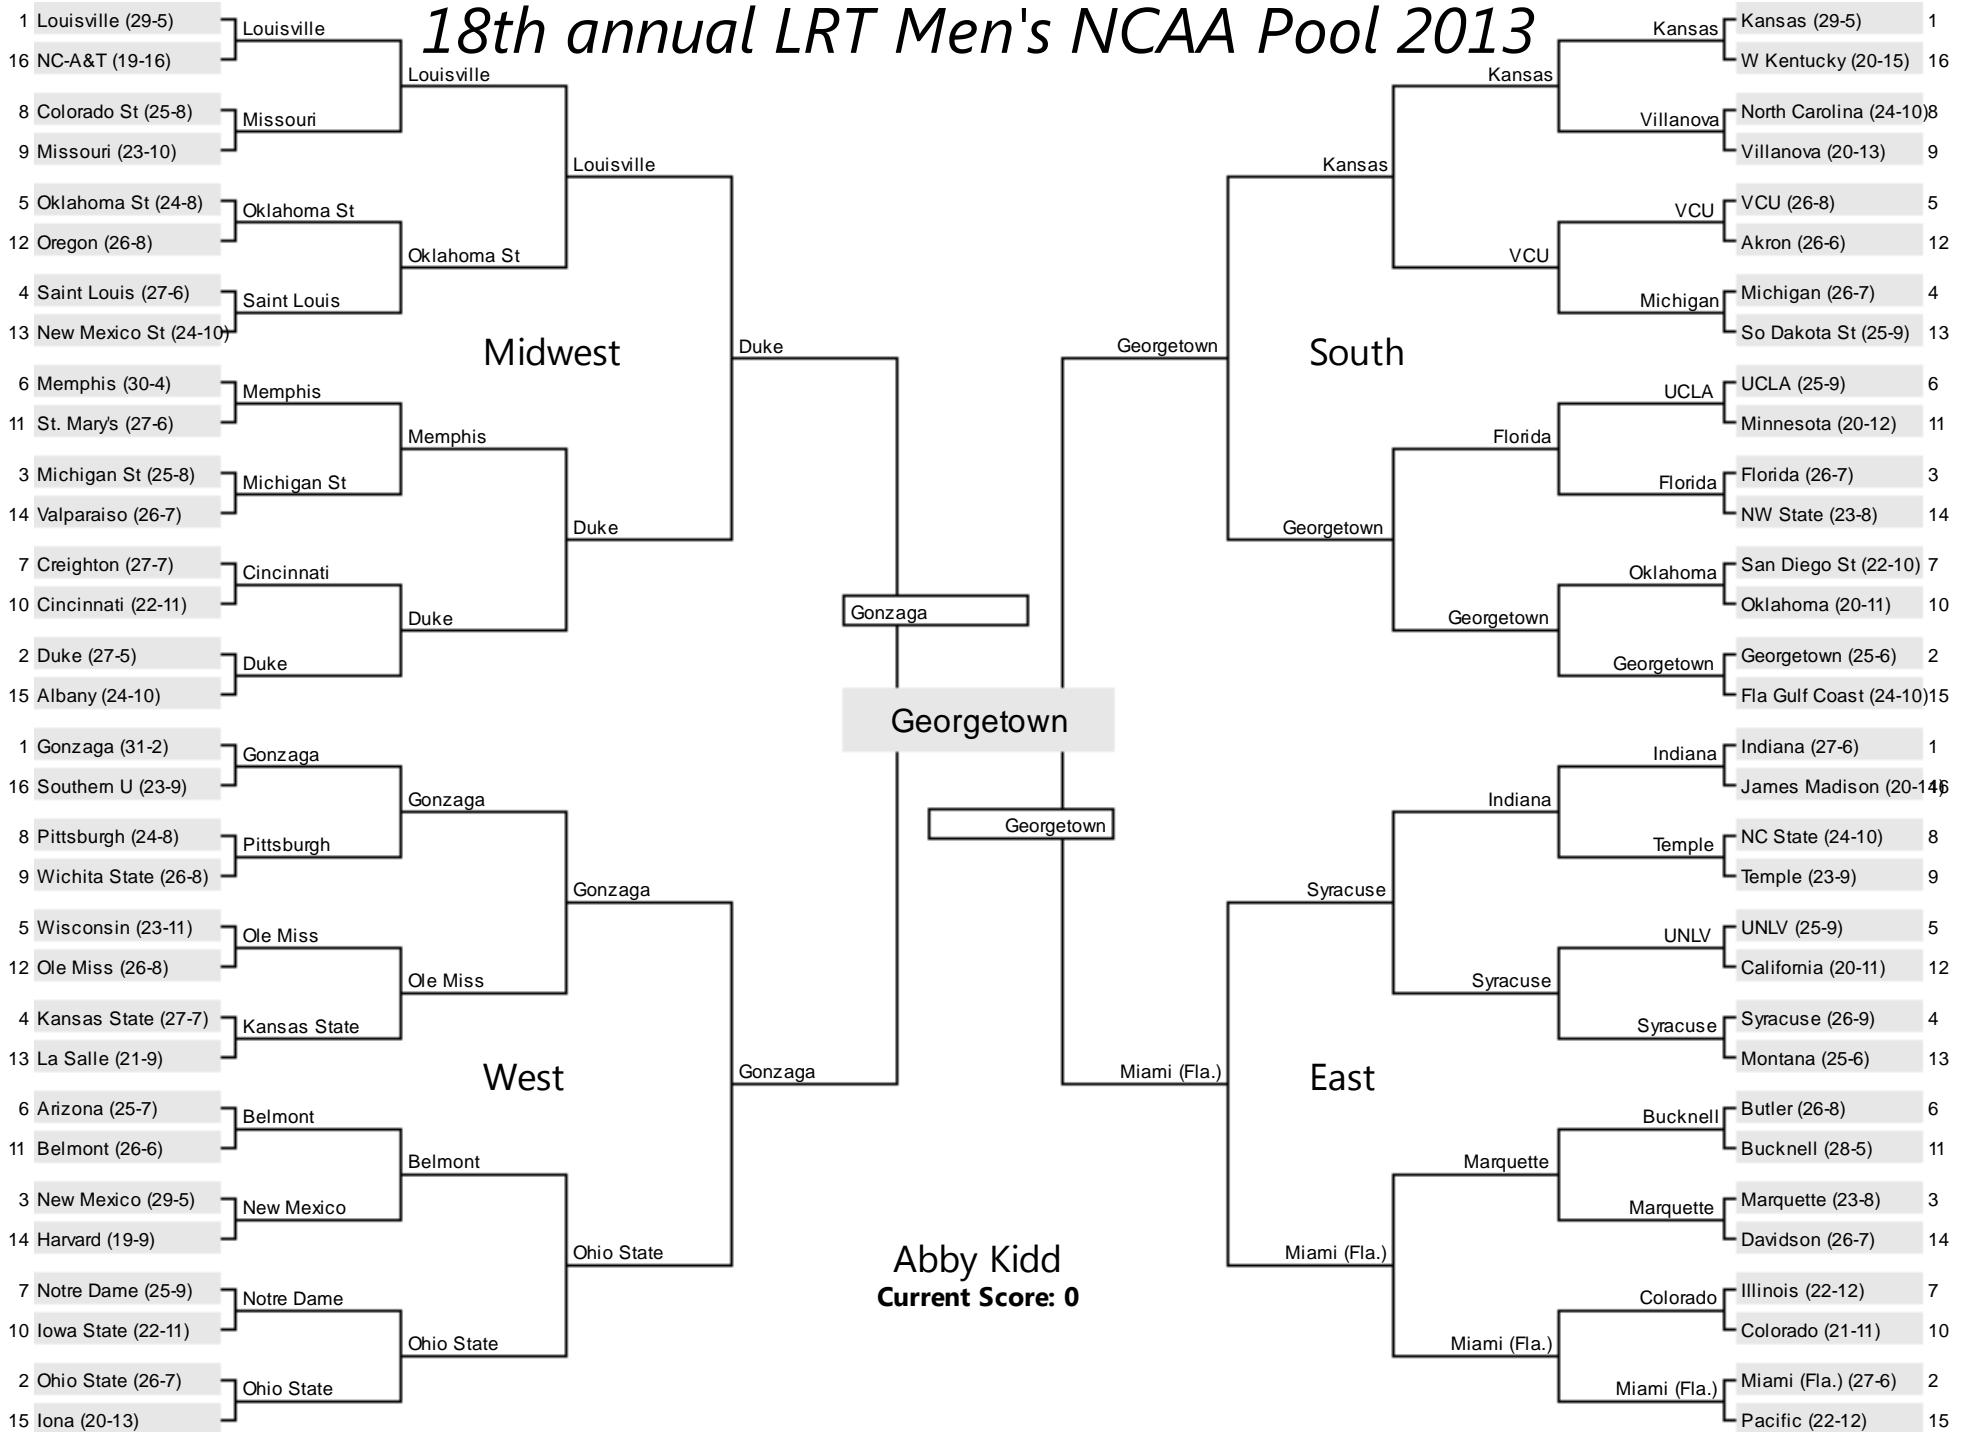 18th annual LRT Men's NCAA Pool 2013
1 Louisville (29-5)
16 NC-A&T (19-16)
8 Colorado St (25-8)
9 Missouri (23-10)
5 Oklahoma St (24-8)
12 Oregon (26-8)
4 Saint Louis (27-6)
13 New Mexico St (24-10)
6 Memphis (30-4)
11 St. Mary's (27-6)
3 Michigan St (25-8)
14 Valparaiso (26-7)
7 Creighton (27-7)
10 Cincinnati (22-11)
2 Duke (27-5)
15 Albany (24-10)
1 Gonzaga (31-2)
16 Southern U (23-9)
8 Pittsburgh (24-8)
9 Wichita State (26-8)
5 Wisconsin (23-11)
12 Ole Miss (26-8)
4 Kansas State (27-7)
13 La Salle (21-9)
6 Arizona (25-7)
11 Belmont (26-6)
3 New Mexico (29-5)
14 Harvard (19-9)
7 Notre Dame (25-9)
10 Iowa State (22-11)
2 Ohio State (26-7)
15 Iona (20-13)
Louisville
Missouri
Oklahoma St
Saint Louis
Memphis
Michigan St
Cincinnati
Duke
Gonzaga
Pittsburgh
Ole Miss
Kansas State
Belmont
New Mexico
Notre Dame
Ohio State
Louisville
Oklahoma St
Memphis
Duke
Gonzaga
Ole Miss
Belmont
Ohio State
Louisville
Duke
Gonzaga
Ohio State
Midwest
West
Duke
Gonzaga
Gonzaga
Georgetown
Georgetown
Abby Kidd
Current Score: 0
Georgetown
Miami (Fla.)
South
East
Kansas
Georgetown
Syracuse
Miami (Fla.)
Kansas
VCU
Florida
Georgetown
Indiana
Syracuse
Marquette
Miami (Fla.)
Kansas
Villanova
VCU
Michigan
UCLA
Florida
Oklahoma
Georgetown
Indiana
Temple
UNLV
Syracuse
Bucknell
Marquette
Colorado
Miami (Fla.)
Kansas (29-5) 1
W Kentucky (20-15) 16
North Carolina (24-10) 8
Villanova (20-13) 9
VCU (26-8) 5
Akron (26-6) 12
Michigan (26-7) 4
So Dakota St (25-9) 13
UCLA (25-9) 6
Minnesota (20-12) 11
Florida (26-7) 3
NW State (23-8) 14
San Diego St (22-10) 7
Oklahoma (20-11) 10
Georgetown (25-6) 2
Fla Gulf Coast (24-10) 15
Indiana (27-6) 1
James Madison (20-14) 16
NC State (24-10) 8
Temple (23-9) 9
UNLV (25-9) 5
California (20-11) 12
Syracuse (26-9) 4
Montana (25-6) 13
Butler (26-8) 6
Bucknell (28-5) 11
Marquette (23-8) 3
Davidson (26-7) 14
Illinois (22-12) 7
Colorado (21-11) 10
Miami (Fla.) (27-6) 2
Pacific (22-12) 15